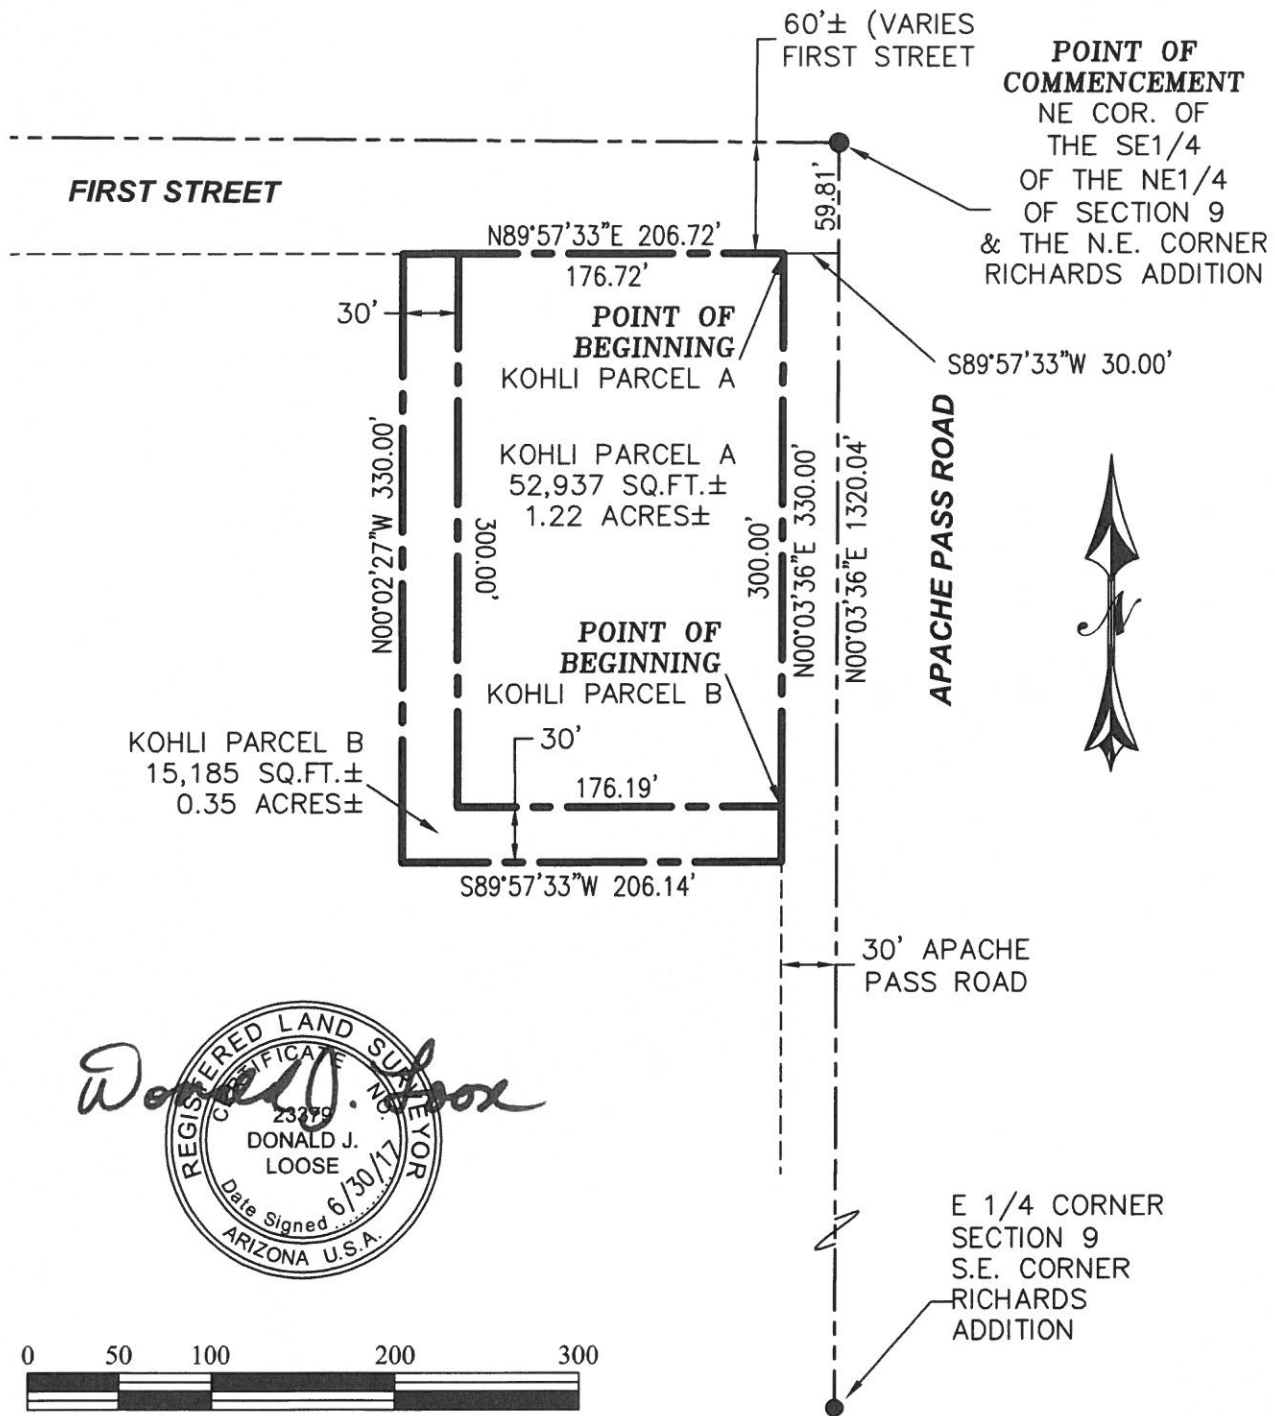 60'± (VARIES
FIRST STREET
POINT OF
COMMENCEMENT
NE COR. OF
THE SE1/4
OF THE NE1/4
OF SECTION 9
& THE N.E. CORNER
RICHARDS ADDITION
FIRST STREET
59.81'
N89°57'33"E 206.72'
176.72'
30'
POINT OF
BEGINNING
KOHLI PARCEL A
S89°57'33"W 30.00'
KOHLI PARCEL A
52,937 SQ.FT.±
1.22 ACRES±
N00°02'27"W 330.00'
300.00'
300.00'
N00°03'36"E 330.00'
N00°03'36"E 1320.04'
APACHE PASS ROAD
N
POINT OF
BEGINNING
KOHLI PARCEL B
KOHLI PARCEL B
15,185 SQ.FT.±
0.35 ACRES±
30'
176.19'
S89°57'33"W 206.14'
30' APACHE
PASS ROAD
REGISTERED LAND SURVEYOR
CERTIFICATE NO.
23379
DONALD J.
LOOSE
Date Signed 6/30/17
ARIZONA U.S.A.
Donald J. Loose
E 1/4 CORNER
SECTION 9
S.E. CORNER
RICHARDS
ADDITION
0 50 100 200 300